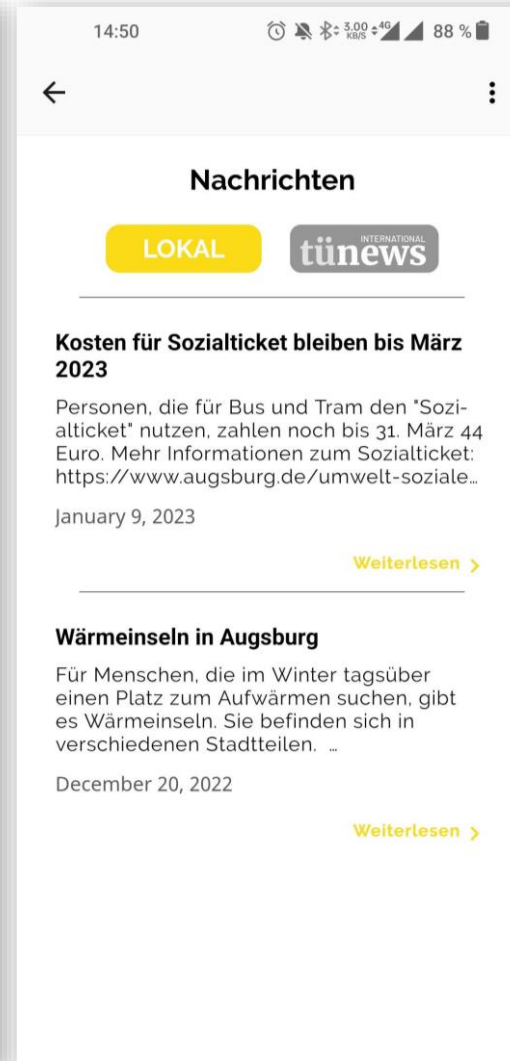 14:50 3.00 KB/S 4G 88 %
Nachrichten
LOKAL
tünews INTERNATIONAL
Kosten für Sozialticket bleiben bis März
2023
Personen, die für Bus und Tram den "Sozi-
alticket" nutzen, zahlen noch bis 31. März 44
Euro. Mehr Informationen zum Sozialticket:
https://www.augsburg.de/umwelt-soziale…
January 9, 2023
Weiterlesen
Wärmeinseln in Augsburg
Für Menschen, die im Winter tagsüber
einen Platz zum Aufwärmen suchen, gibt
es Wärmeinseln. Sie befinden sich in
verschiedenen Stadtteilen. …
December 20, 2022
Weiterlesen